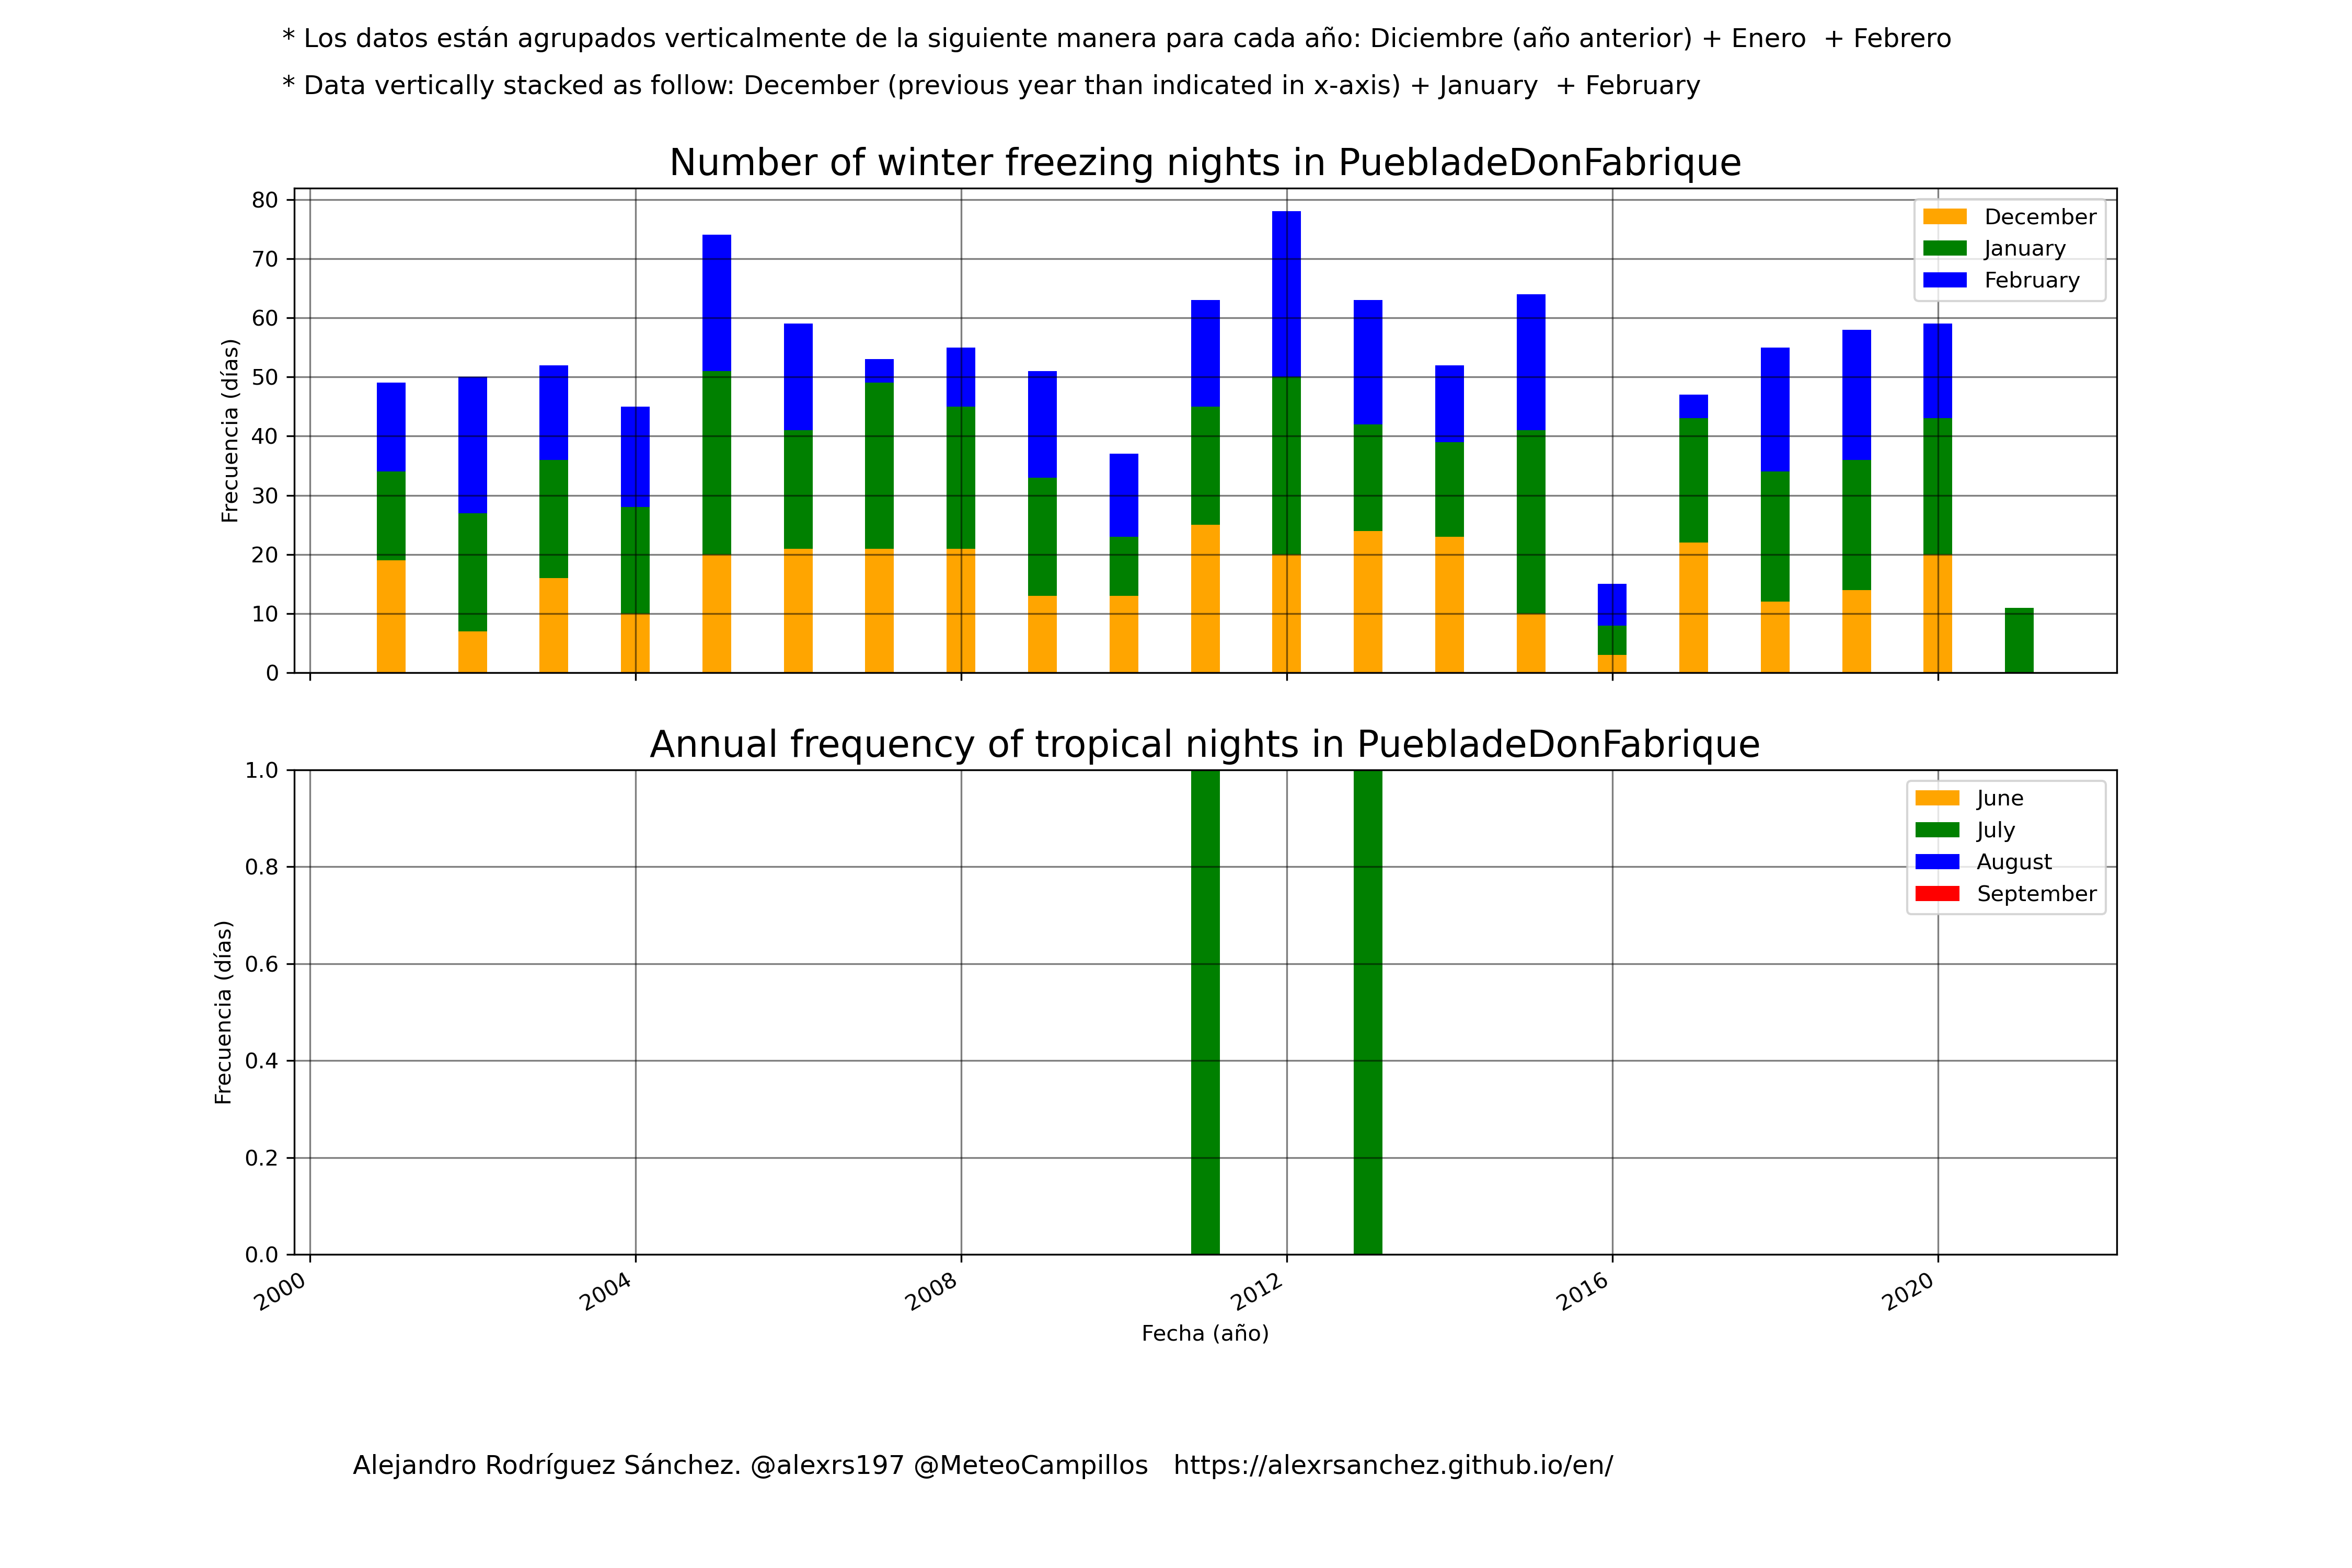 * Los datos están agrupados verticalmente de la siguiente manera para cada año: Diciembre (año anterior) + Enero  + Febrero
* Data vertically stacked as follow: December (previous year than indicated in x-axis) + January  + February
Number of winter freezing nights in PuebladeDonFabrique
80
70
60
50
40
30
20
10
0
Frecuencia (días)
December
January
February
Annual frequency of tropical nights in PuebladeDonFabrique
1.0
0.8
0.6
0.4
0.2
0.0
Frecuencia (días)
June
July
August
September
2000
2004
2008
2012
2016
2020
Fecha (año)
Alejandro Rodríguez Sánchez. @alexrs197 @MeteoCampillos   https://alexrsanchez.github.io/en/